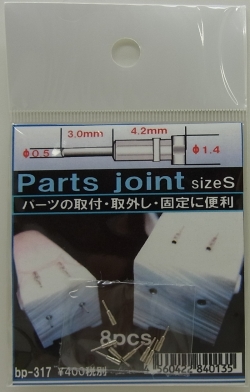 3.0mm 4.2mm
φ0.5 φ1.4
Parts joint sizeS
パーツの取付・取外し・固定に便利
8pcs
bp-317 ¥400税別
4560422840135